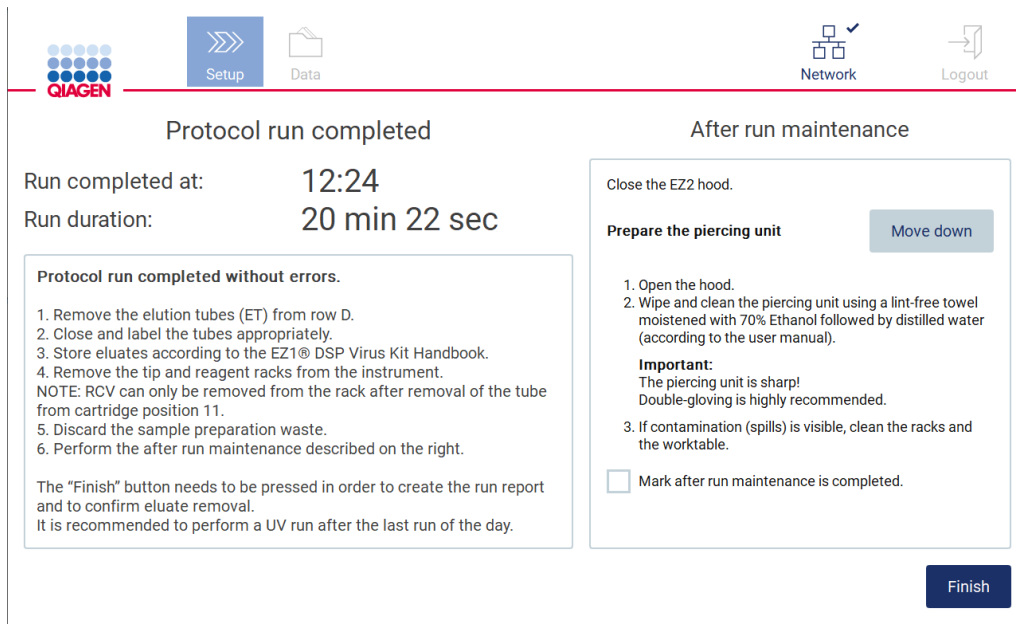 Setup
Data
Network
Logout
QIAGEN
Protocol run completed
Run completed at:
12:24
Run duration:
20 min 22 sec
Protocol run completed without errors.
1. Remove the elution tubes (ET) from row D.
2. Close and label the tubes appropriately.
3. Store eluates according to the EZ1® DSP Virus Kit Handbook.
4. Remove the tip and reagent racks from the instrument.
NOTE: RCV can only be removed from the rack after removal of the tube
from cartridge position 11.
5. Discard the sample preparation waste.
6. Perform the after run maintenance described on the right.
The “Finish” button needs to be pressed in order to create the run report
and to confirm eluate removal.
It is recommended to perform a UV run after the last run of the day.
After run maintenance
Close the EZ2 hood.
Prepare the piercing unit
Move down
1. Open the hood.
2. Wipe and clean the piercing unit using a lint-free towel
moistened with 70% Ethanol followed by distilled water
(according to the user manual).
Important:
The piercing unit is sharp!
Double-gloving is highly recommended.
3. If contamination (spills) is visible, clean the racks and
the worktable.
Mark after run maintenance is completed.
Finish